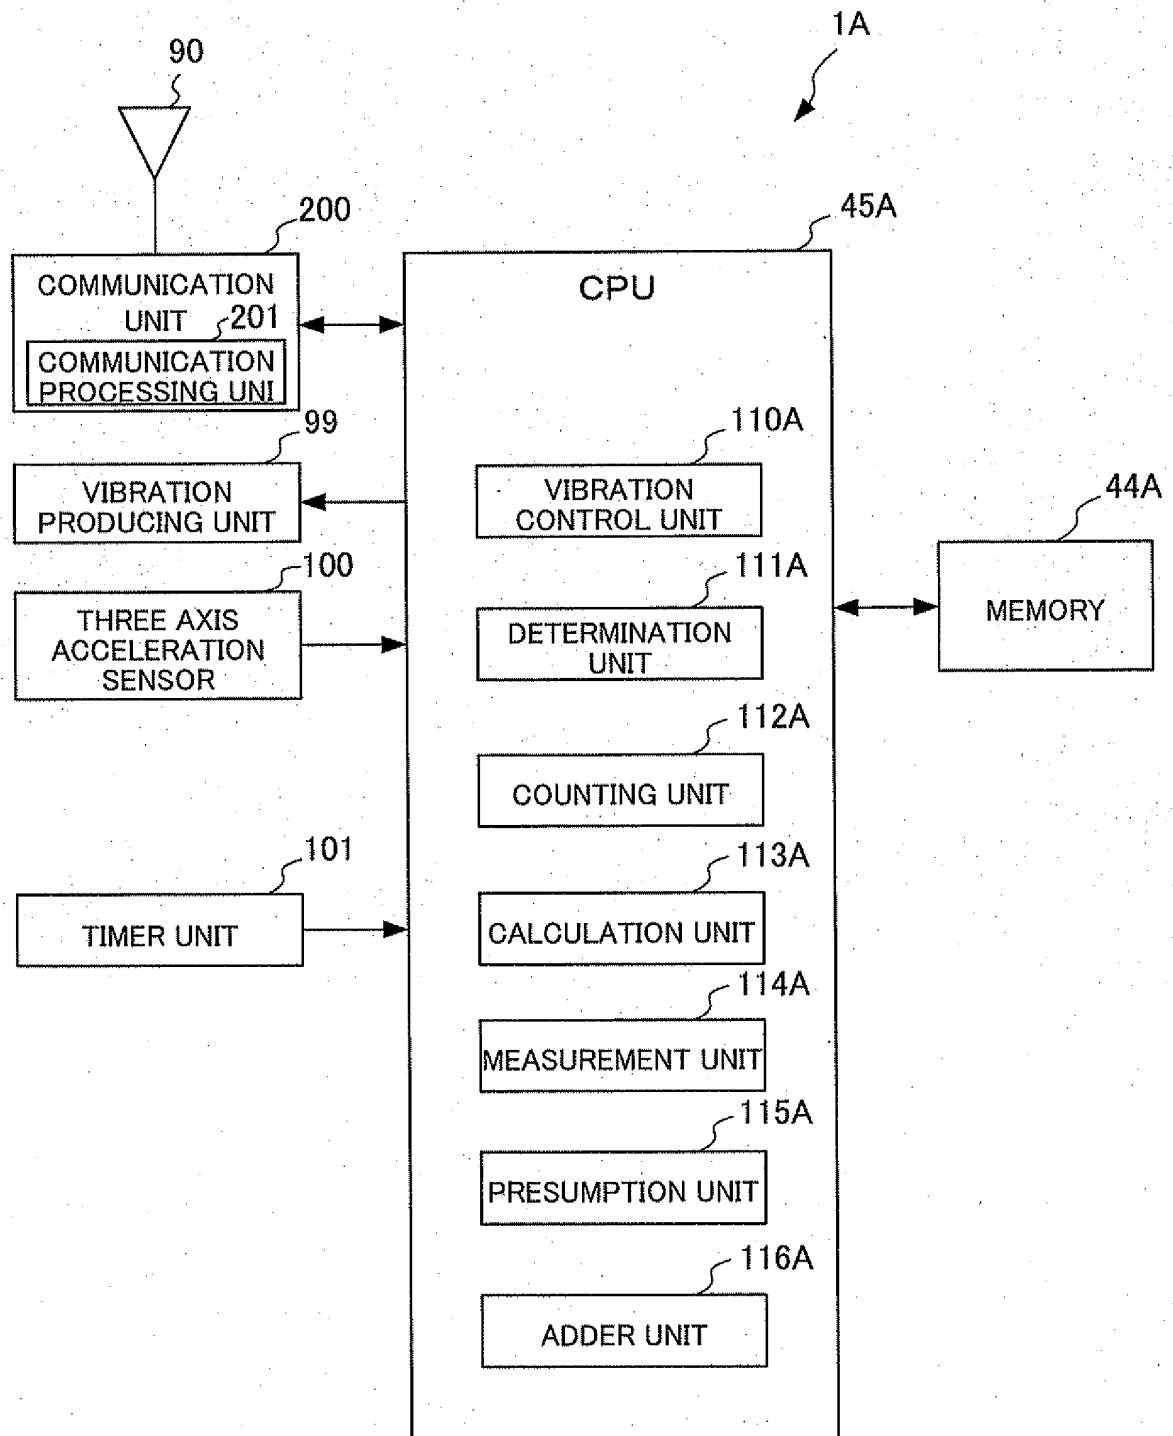 1A
90
200
45A
COMMUNICATION
UNIT
201
COMMUNICATION
PROCESSING UNI
CPU
99
VIBRATION
PRODUCING UNIT
110A
VIBRATION
CONTROL UNIT
44A
MEMORY
100
THREE AXIS
ACCELERATION
SENSOR
111A
DETERMINATION
UNIT
112A
COUNTING UNIT
101
TIMER UNIT
113A
CALCULATION UNIT
114A
MEASUREMENT UNIT
115A
PRESUMPTION UNIT
116A
ADDER UNIT